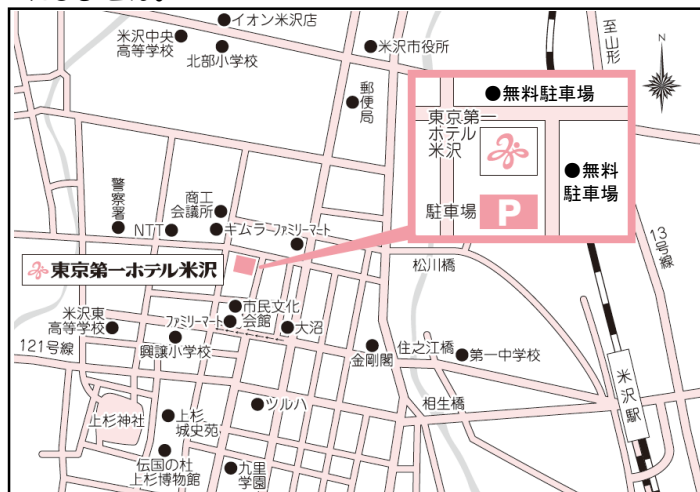 イオン米沢店
米沢中央
高等学校
北部小学校
米沢市役所
郵便局
至山形
N
●無料駐車場
東京第一
ホテル
米沢
●無料
駐車場
駐車場
P
13号線
警察署
商工
会議所
NTT
キムラ
ファミリーマート
松川橋
東京第一ホテル米沢
米沢東
高等学校
ファミリーマート
市民文化
会館
大沼
121号線
興譲小学校
金剛閣
住之江橋
第一中学校
米沢駅
上杉神社
上杉
城史苑
ツルハ
相生橋
伝国の杜
上杉博物館
九里
学園